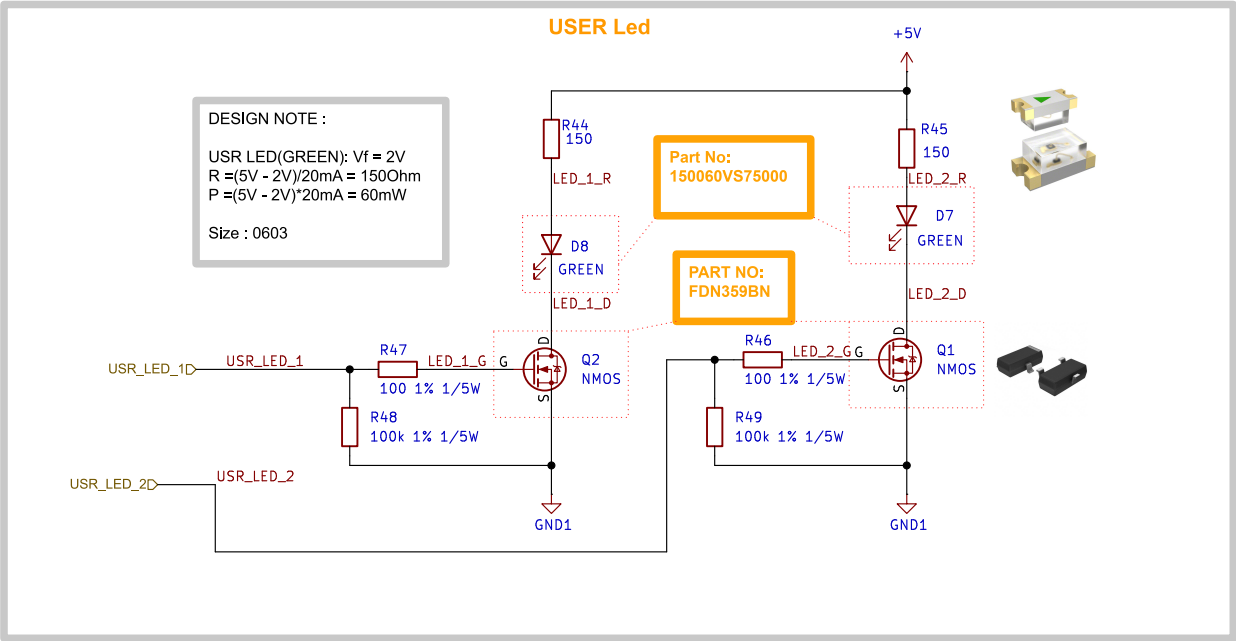 USER Led
+5V
DESIGN NOTE :
USR LED(GREEN): Vf = 2V
R =(5V - 2V)/20mA = 150Ohm
P =(5V - 2V)*20mA = 60mW
Size : 0603
R44
150
LED_1_R
D8
GREEN
LED_1_D
Part No:
150060VS75000
PART NO:
FDN359BN
R45
150
LED_2_R
D7
GREEN
LED_2_D
USR_LED_1
USR_LED_1
R47
100 1% 1/5W
LED_1_G
G
D
S
Q2
NMOS
R48
100k 1% 1/5W
GND1
R46
100 1% 1/5W
LED_2_G
G
D
S
Q1
NMOS
R49
100k 1% 1/5W
GND1
USR_LED_2
USR_LED_2